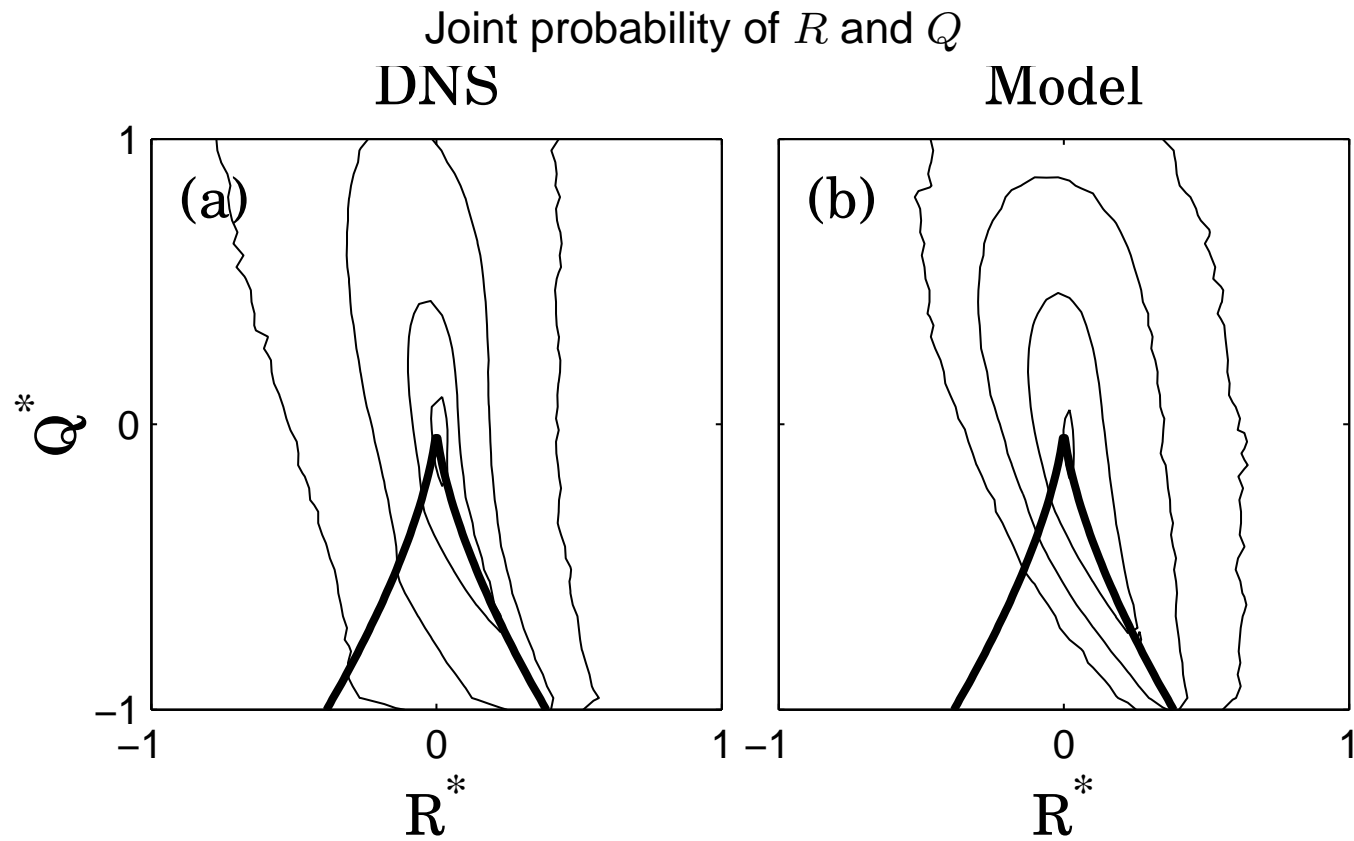 Joint probability of R and Q
DNS
Model
(a)
(b)
1
0
−1
Q*
−1
0
1
−1
0
1
R*
R*